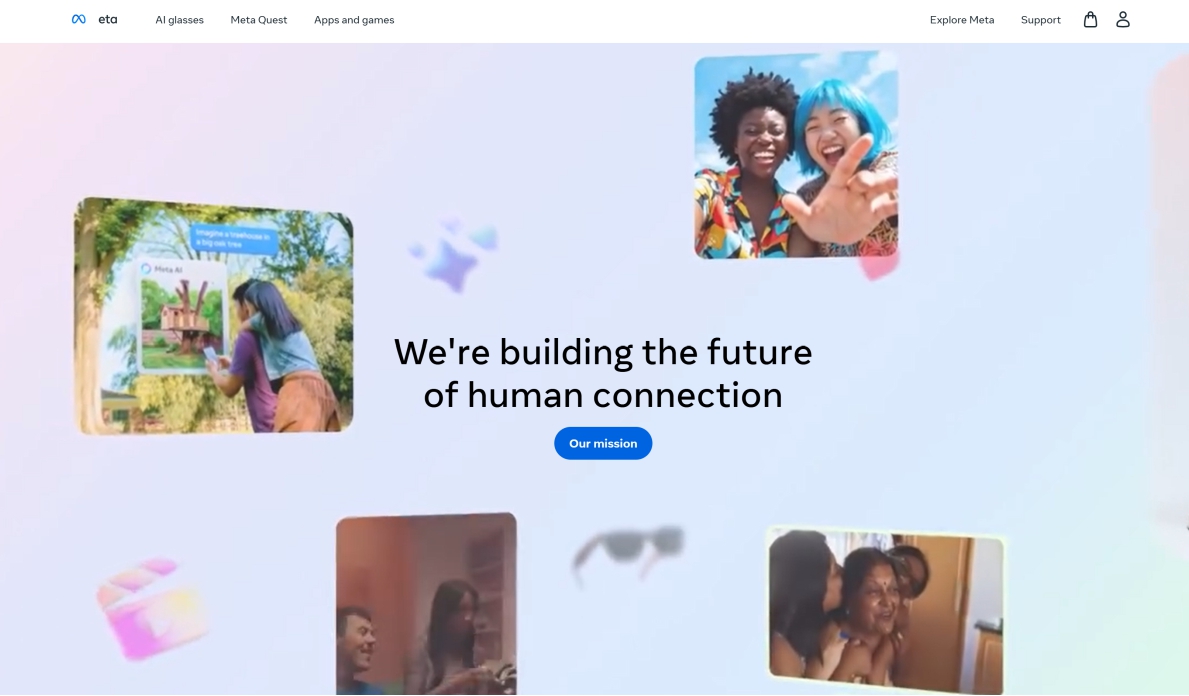 eta
AI glasses
Meta Quest
Apps and games
Explore Meta
Support
Imagine a treehouse in
a big oak tree
Meta AI
We're building the future
of human connection
Our mission